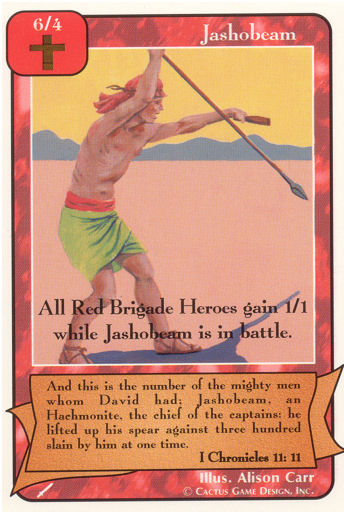 6/4
Jashobeam
All Red Brigade Heroes gain 1/1
while Jashobeam is in battle.
And this is the number of the mighty men
whom David had; Jashobeam, an
Hachmonite, the chief of the captains: he
lifted up his spear against three hundred
slain by him at one time.
I Chronicles 11: 11
Illus. Alison Carr
© Cactus Game Design, Inc.